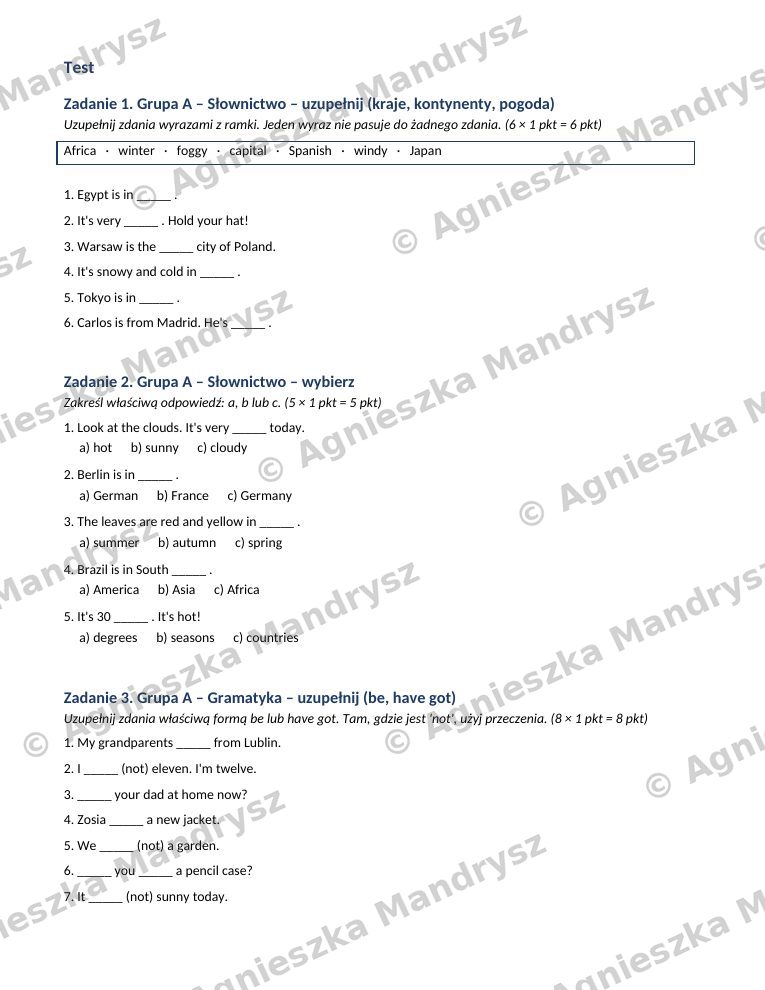 Test
Zadanie 1. Grupa A – Słownictwo – uzupełnij (kraje, kontynenty, pogoda)
Uzupełnij zdania wyrazami z ramki. Jeden wyraz nie pasuje do żadnego zdania. (6 × 1 pkt = 6 pkt)
Africa · winter · foggy · capital · Spanish · windy · Japan
1. Egypt is in _____ .
2. It's very _____ . Hold your hat!
3. Warsaw is the _____ city of Poland.
4. It's snowy and cold in _____ .
5. Tokyo is in _____ .
6. Carlos is from Madrid. He's _____ .
Zadanie 2. Grupa A – Słownictwo – wybierz
Zakreśl właściwą odpowiedź: a, b lub c. (5 × 1 pkt = 5 pkt)
1. Look at the clouds. It's very _____ today.
a) hot b) sunny c) cloudy
2. Berlin is in _____ .
a) German b) France c) Germany
3. The leaves are red and yellow in _____ .
a) summer b) autumn c) spring
4. Brazil is in South _____ .
a) America b) Asia c) Africa
5. It's 30 _____ . It's hot!
a) degrees b) seasons c) countries
Zadanie 3. Grupa A – Gramatyka – uzupełnij (be, have got)
Uzupełnij zdania właściwą formą be lub have got. Tam, gdzie jest 'not', użyj przeczenia. (8 × 1 pkt = 8 pkt)
1. My grandparents _____ from Lublin.
2. I _____ (not) eleven. I'm twelve.
3. _____ your dad at home now?
4. Zosia _____ a new jacket.
5. We _____ (not) a garden.
6. _____ you _____ a pencil case?
7. It _____ (not) sunny today.
© Agnieszka Mandrysz